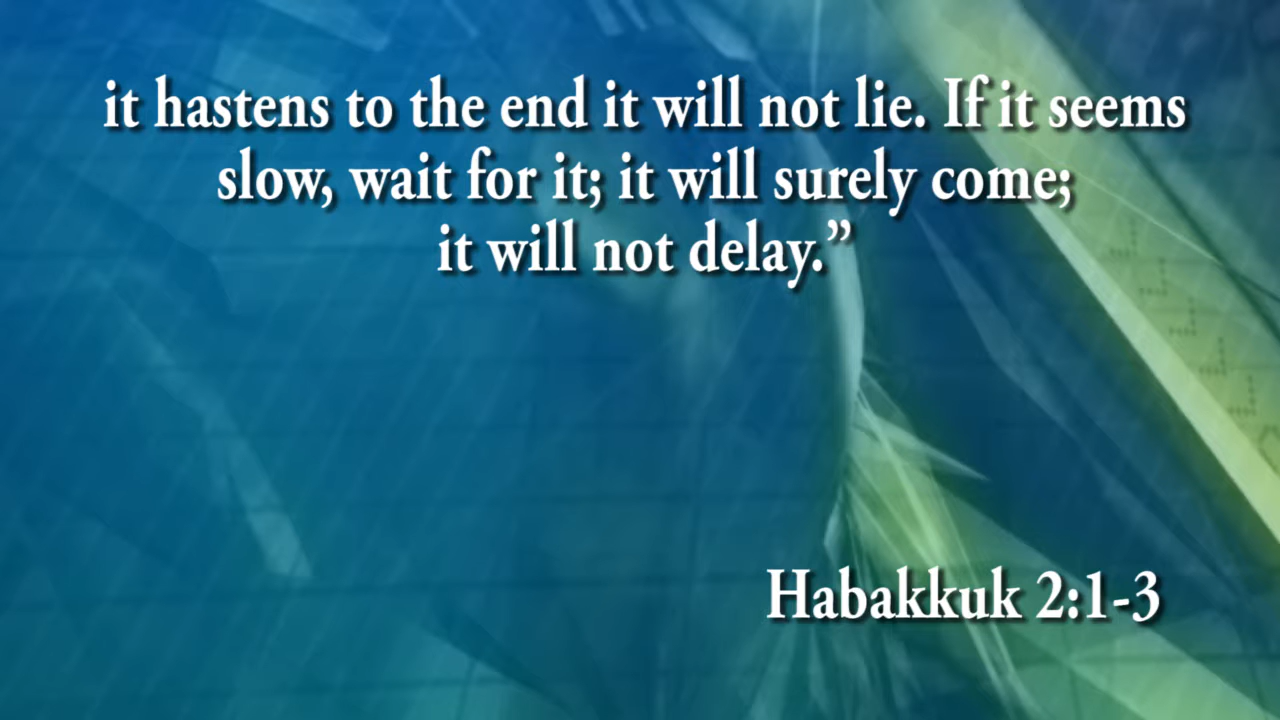 it hastens to the end it will not lie. If it seems
slow, wait for it; it will surely come;
it will not delay.”
Habakkuk 2:1-3